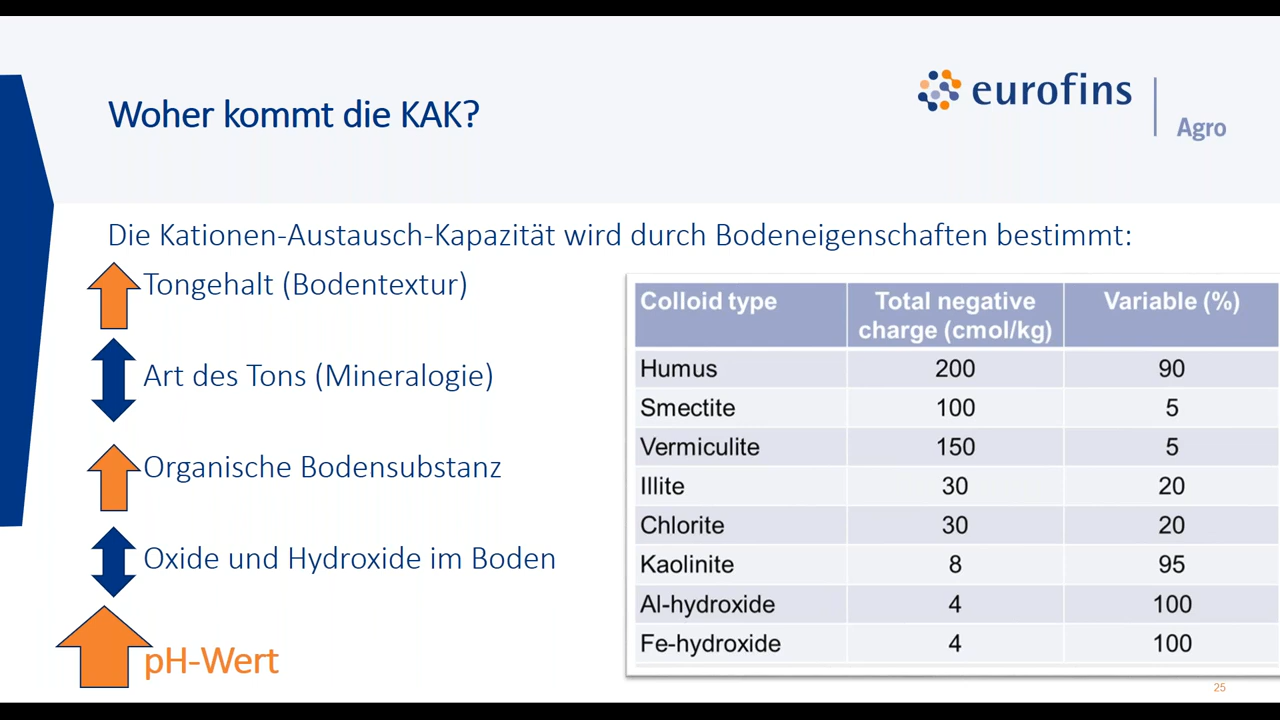 Woher kommt die KAK?
eurofins
Agro
Die Kationen-Austausch-Kapazität wird durch Bodeneigenschaften bestimmt:
Tongehalt (Bodentextur)
Art des Tons (Mineralogie)
Organische Bodensubstanz
Oxide und Hydroxide im Boden
pH-Wert
Colloid type Total negative charge (cmol/kg) Variable (%)
Humus 200 90
Smectite 100 5
Vermiculite 150 5
Illite 30 20
Chlorite 30 20
Kaolinite 8 95
Al-hydroxide 4 100
Fe-hydroxide 4 100
25